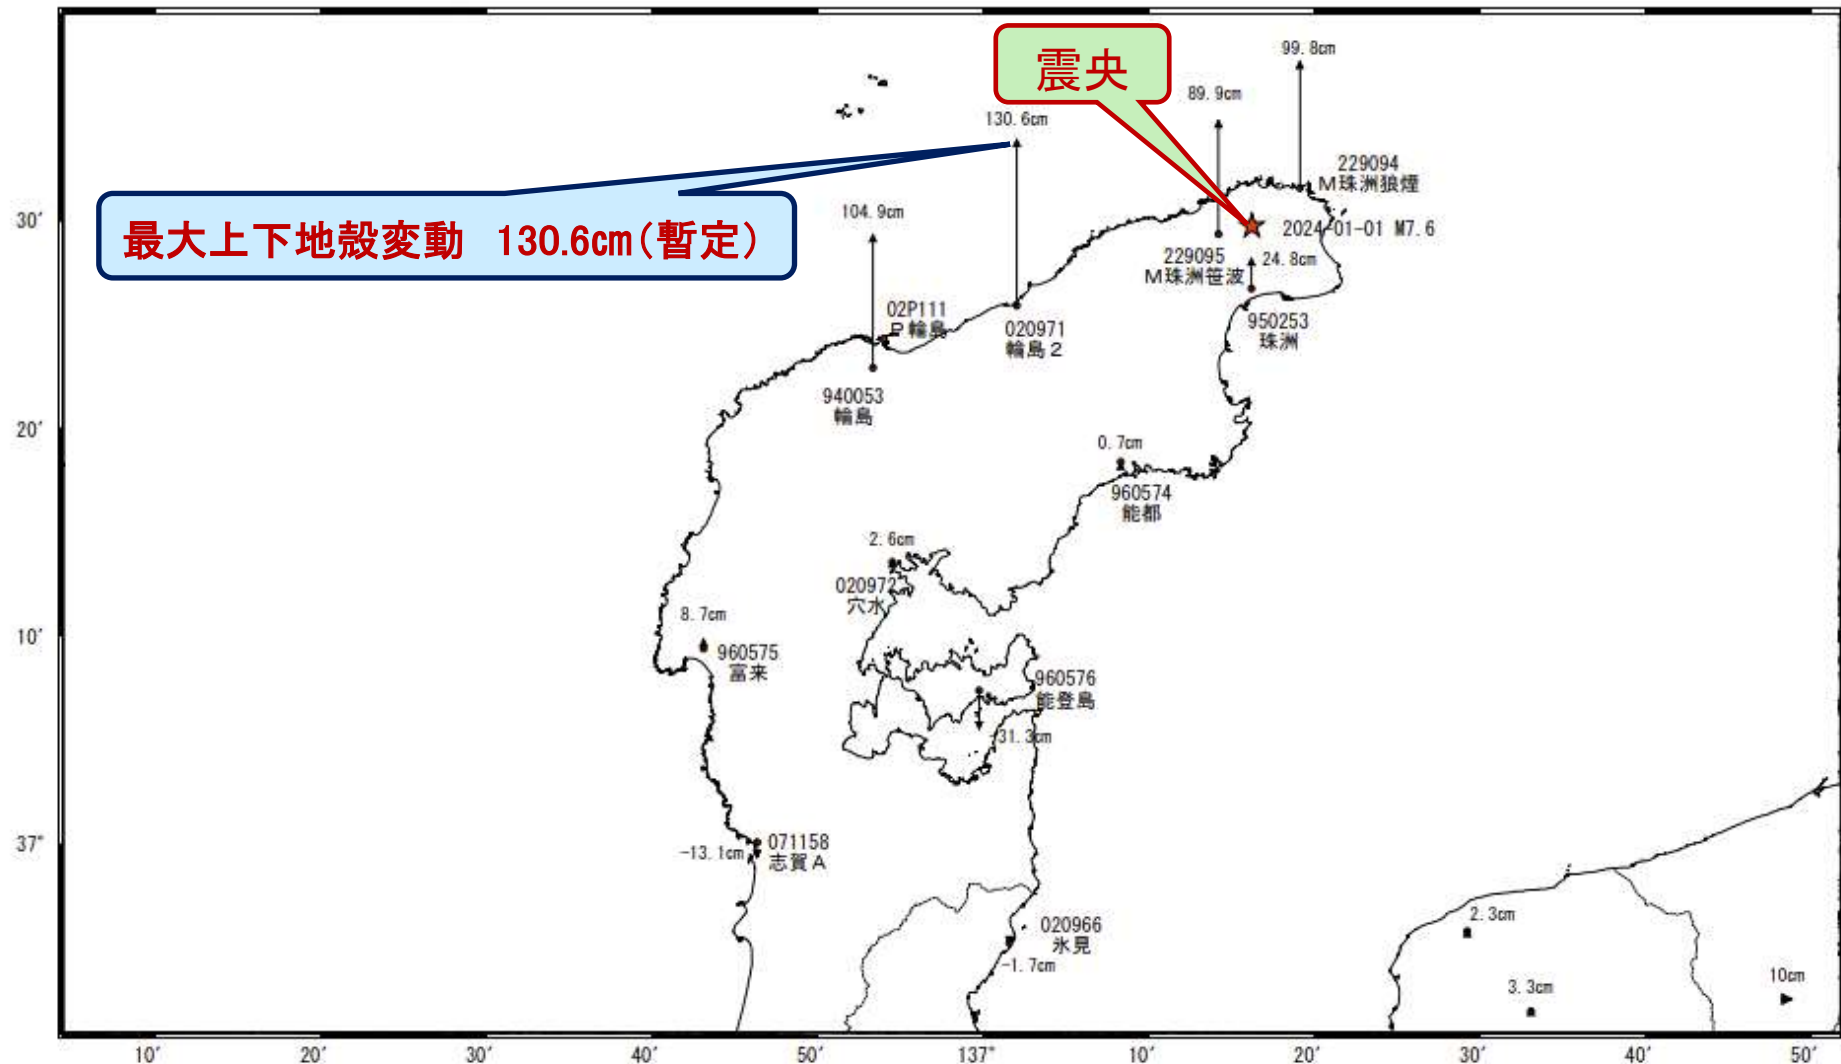 99.8cm
震央
89.9cm
130.6cm
229094
M珠洲狼煙
最大上下地殻変動 130.6cm(暫定)
30′
104.9cm
2024-01-01 M7.6
229095
M珠洲笹波
24.8cm
02P111
P輪島
020971
輪島2
950253
珠洲
940053
輪島
20′
0.7cm
960574
能都
2.6cm
020972
穴水
8.7cm
10′
960575
富来
960576
能登島
-31.3cm
37°
-13.1cm
071158
志賀A
020966
氷見
-1.7cm
2.3cm
3.3cm
10cm
10′ 20′ 30′ 40′ 50′ 137° 10′ 20′ 30′ 40′ 50′